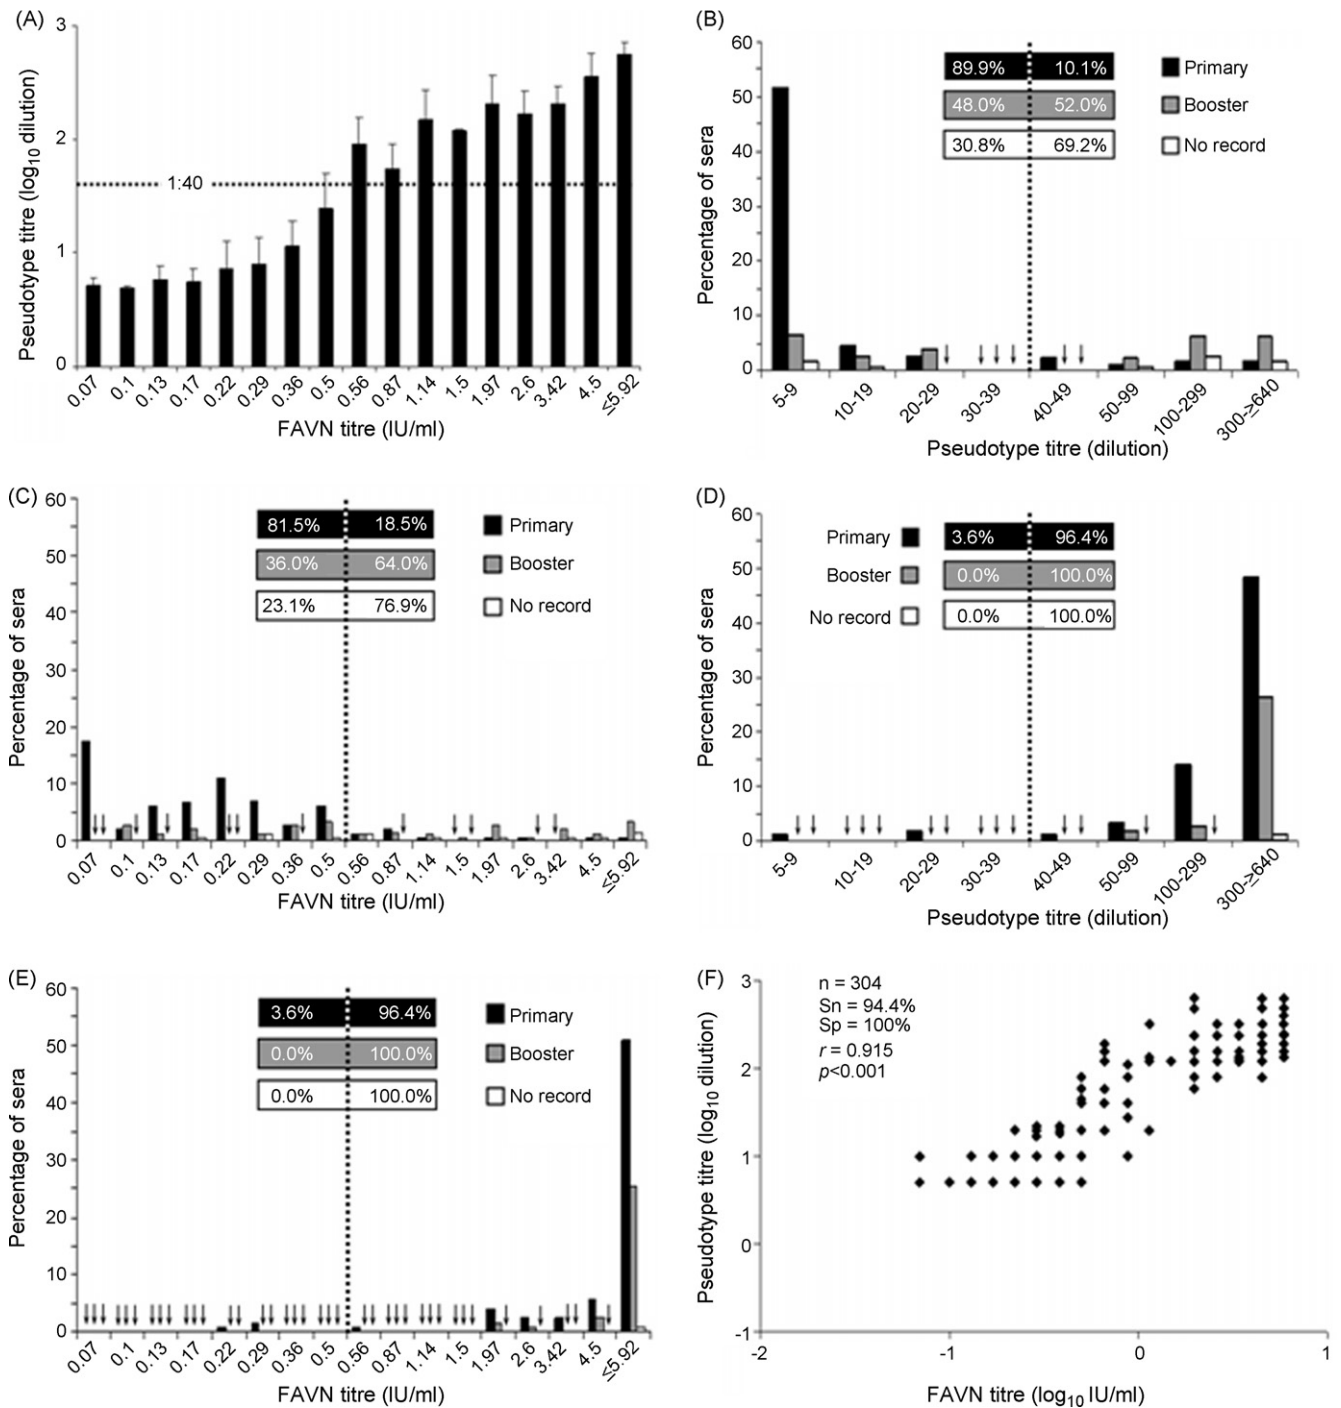 (A)
Pseudotype titre (log10 dilution)
3
2
1
0
1:40
0.07 0.1 0.13 0.17 0.22 0.29 0.36 0.5 0.56 0.87 1.14 1.5 1.97 2.6 3.42 4.5 ≤5.92
FAVN titre (IU/ml)
(B)
Percentage of sera
60
50
40
30
20
10
0
89.9% 10.1% Primary
48.0% 52.0% Booster
30.8% 69.2% No record
5-9 10-19 20-29 30-39 40-49 50-99 100-299 300-≥640
Pseudotype titre (dilution)
(C)
Percentage of sera
60
50
40
30
20
10
0
81.5% 18.5% Primary
36.0% 64.0% Booster
23.1% 76.9% No record
0.07 0.1 0.13 0.17 0.22 0.29 0.36 0.5 0.56 0.87 1.14 1.5 1.97 2.6 3.42 4.5 ≤5.92
FAVN titre (IU/ml)
(D)
Percentage of sera
60
50
40
30
20
10
0
Primary 3.6% 96.4%
Booster 0.0% 100.0%
No record 0.0% 100.0%
5-9 10-19 20-29 30-39 40-49 50-99 100-299 300-≥640
Pseudotype titre (dilution)
(E)
Percentage of sera
60
50
40
30
20
10
0
3.6% 96.4% Primary
0.0% 100.0% Booster
0.0% 100.0% No record
0.07 0.1 0.13 0.17 0.22 0.29 0.36 0.5 0.56 0.87 1.14 1.5 1.97 2.6 3.42 4.5 ≤5.92
FAVN titre (IU/ml)
(F)
Pseudotype titre (log10 dilution)
3
2
1
0
-1
n = 304
Sn = 94.4%
Sp = 100%
r = 0.915
p<0.001
-2 -1 0 1
FAVN titre (log10 IU/ml)